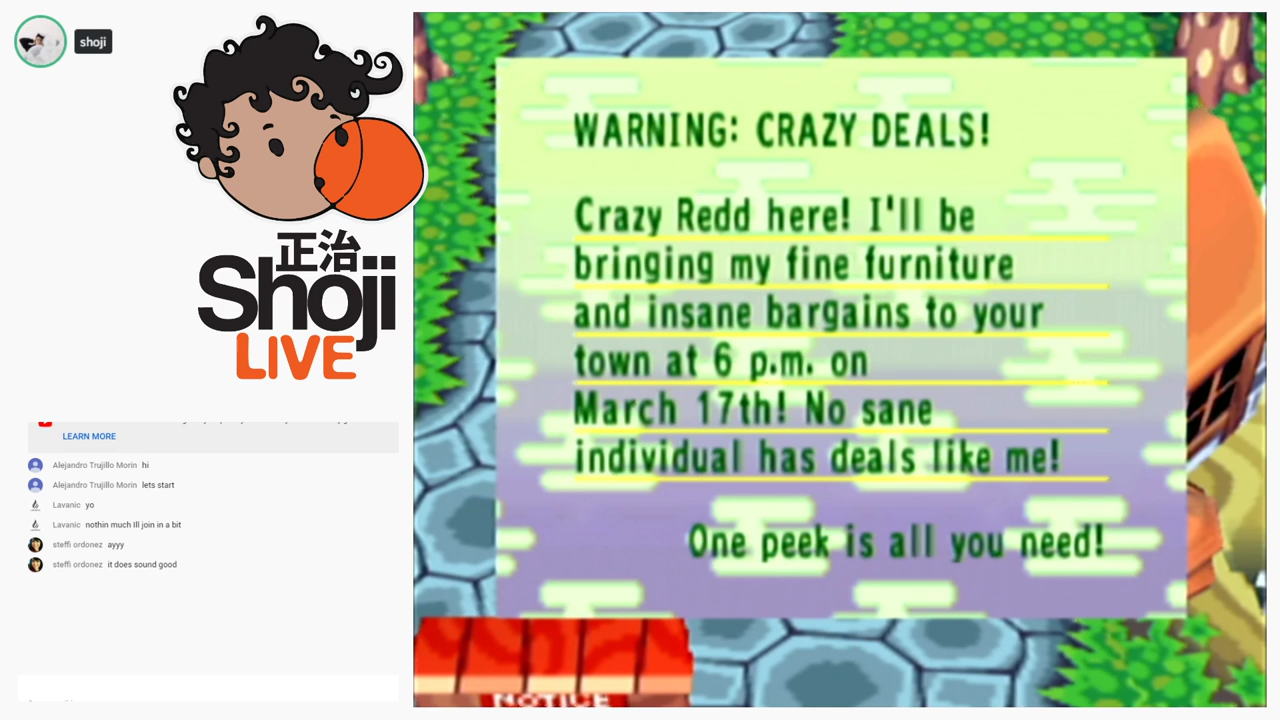 shoji
正治
Shoji
LIVE
LEARN MORE
Alejandro Trujillo Morin hi
Alejandro Trujillo Morin lets start
Lavanic yo
Lavanic nothin much Ill join in a bit
steffi ordonez ayyy
steffi ordonez it does sound good
WARNING: CRAZY DEALS!
Crazy Redd here! I'll be
bringing my fine furniture
and insane bargains to your
town at 6 p.m. on
March 17th! No sane
individual has deals like me!
One peek is all you need!
NOTICE